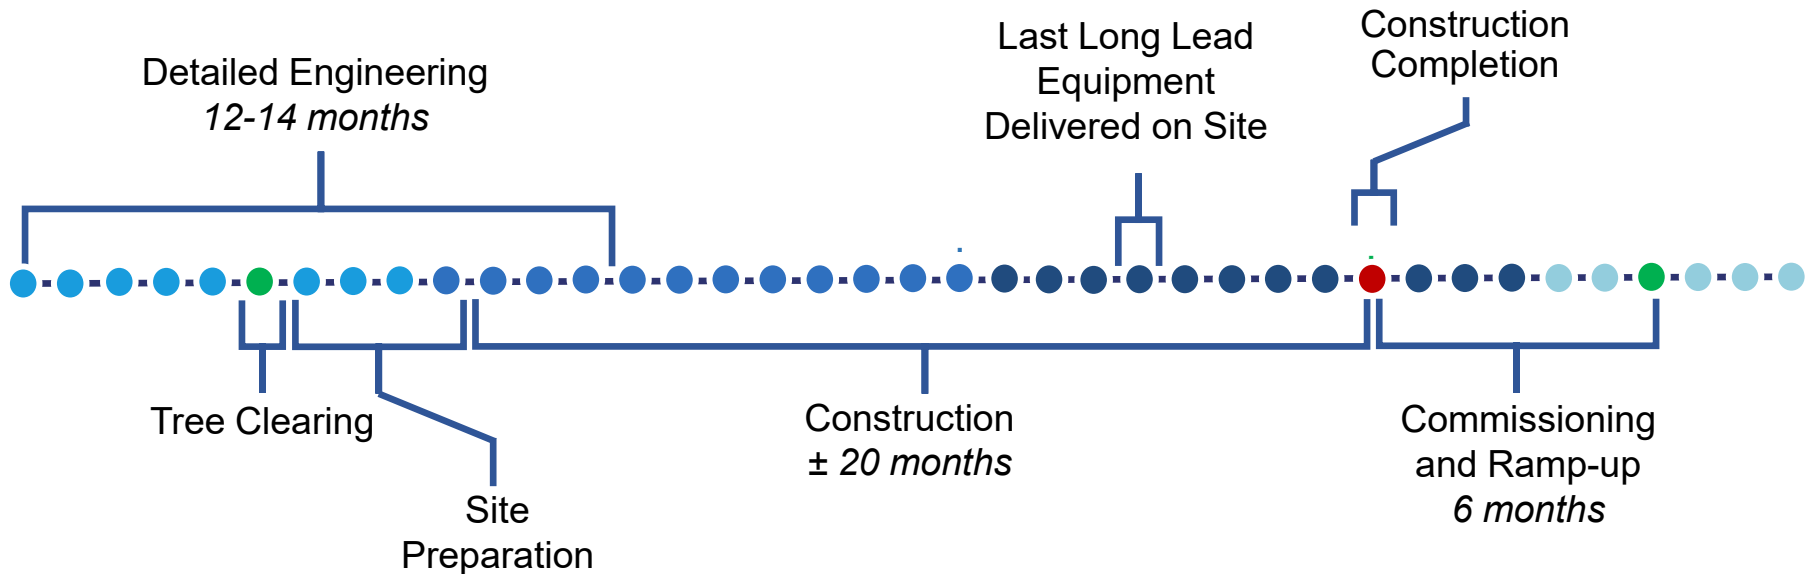 Detailed Engineering
12-14 months
Last Long Lead
Equipment
Delivered on Site
Construction
Completion
Tree Clearing
Site
Preparation
Construction
± 20 months
Commissioning
and Ramp-up
6 months